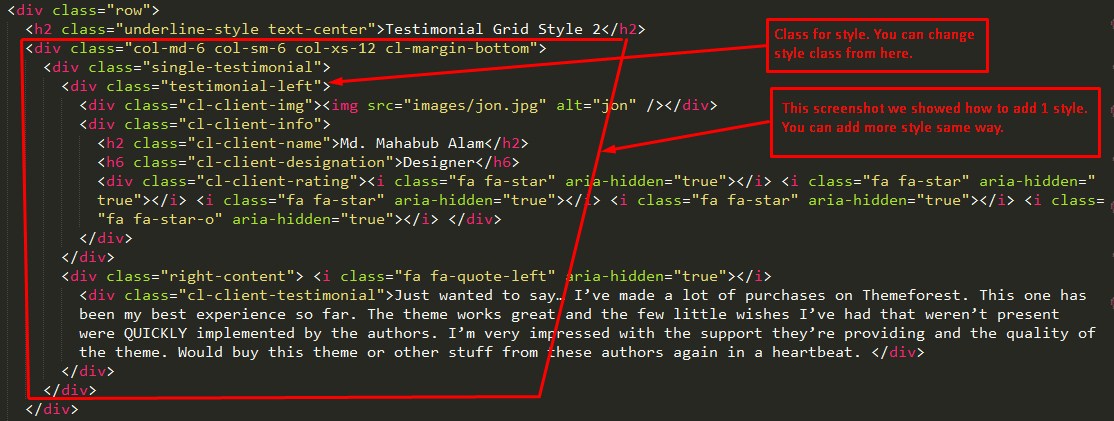 <div class="row">
<h2 class="underline-style text-center">Testimonial Grid Style 2</h2>
<div class="col-md-6 col-sm-6 col-xs-12 cl-margin-bottom">
<div class="single-testimonial">
<div class="testimonial-left">
<div class="cl-client-img"><img src="images/jon.jpg" alt="jon" /></div>
<div class="cl-client-info">
<h2 class="cl-client-name">Md. Mahabub Alam</h2>
<h6 class="cl-client-designation">Designer</h6>
<div class="cl-client-rating"><i class="fa fa-star" aria-hidden="true"></i> <i class="fa fa-star" aria-hidden="
true"></i> <i class="fa fa-star" aria-hidden="true"></i> <i class="fa fa-star" aria-hidden="true"></i> <i class=
"fa fa-star-o" aria-hidden="true"></i> </div>
</div>
</div>
<div class="right-content"> <i class="fa fa-quote-left" aria-hidden="true"></i>
<div class="cl-client-testimonial">Just wanted to say… I’ve made a lot of purchases on Themeforest. This one has
been my best experience so far. The theme works great and the few little wishes I’ve had that weren’t present
were QUICKLY implemented by the authors. I’m very impressed with the support they’re providing and the quality of
the theme. Would buy this theme or other stuff from these authors again in a heartbeat. </div>
</div>
</div>
</div>
Class for style. You can change
style class from here.
This screenshot we showed how to add 1 style.
You can add more style same way.